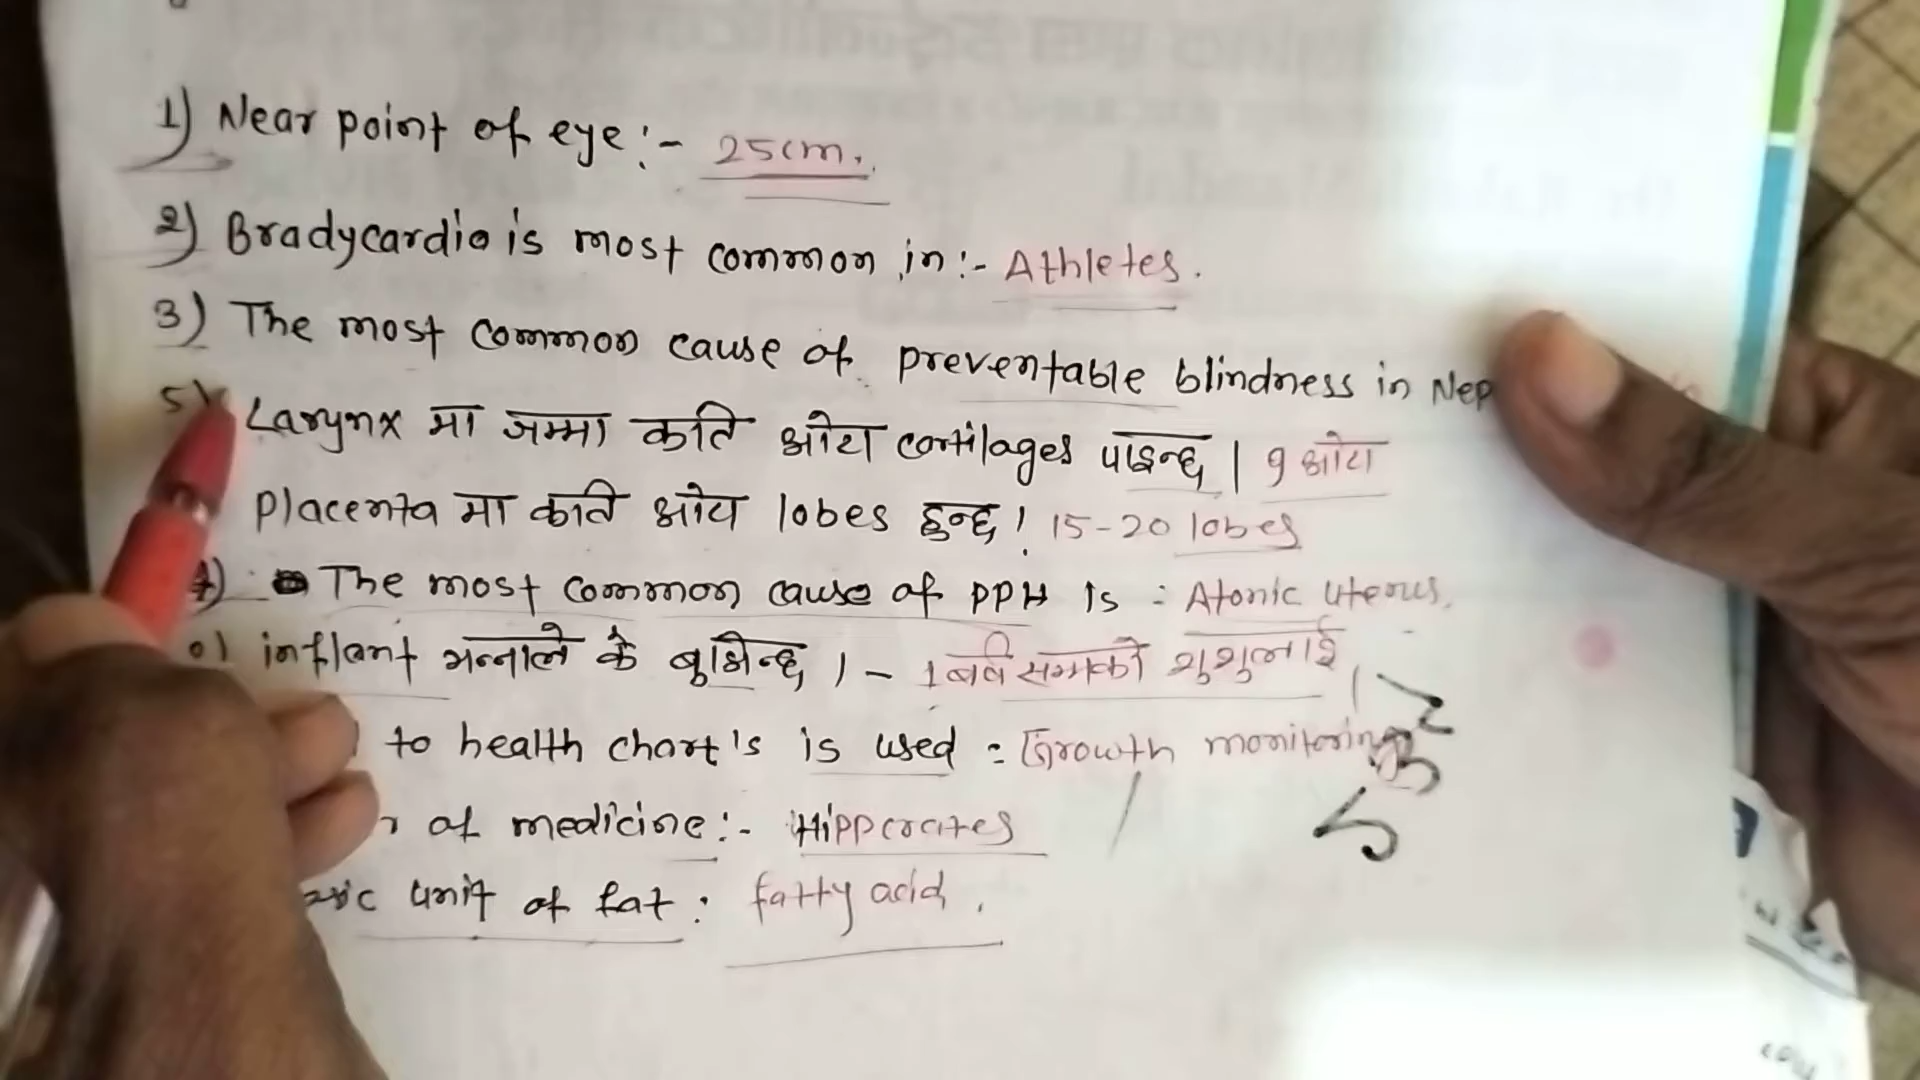 1) Near point of eye:- 25cm.
2) Bradycardia is most common in:- Athletes.
3) The most common cause of preventable blindness in Nep
5) Larynx मा जम्मा कति ओटा cartilages पाइन्छ | 9 ओटा
Placenta मा कति ओटा lobes हुन्छ! 15-20 lobes
The most common cause of PPH is : Atonic uterus.
inflant भन्नाले के बुझिन्छ । - 1 वर्ष सम्मको शुशुलाई
to health chart's is used = Growth monitoring
of medicine:- Hippcrates
unit of fat: fatty acid.